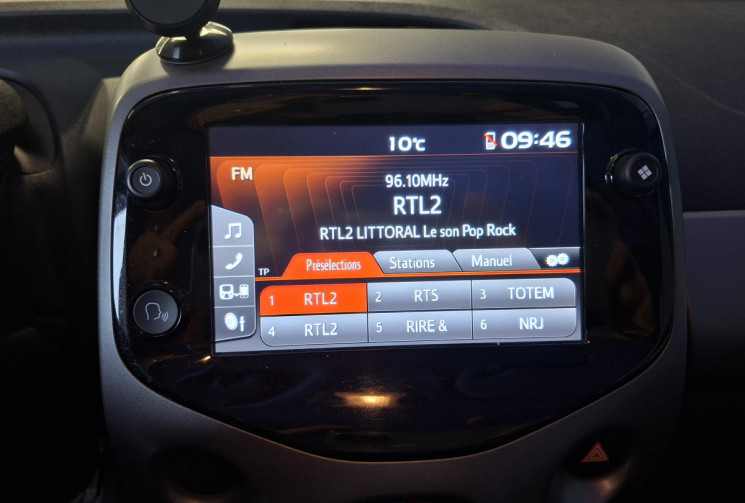 10℃
09:46
FM
96.10MHz
RTL2
RTL2 LITTORAL Le son Pop Rock
TP
Présélections
Stations
Manuel
1 RTL2
2 RTS
3 TOTEM
4 RTL2
5 RIRE &
6 NRJ